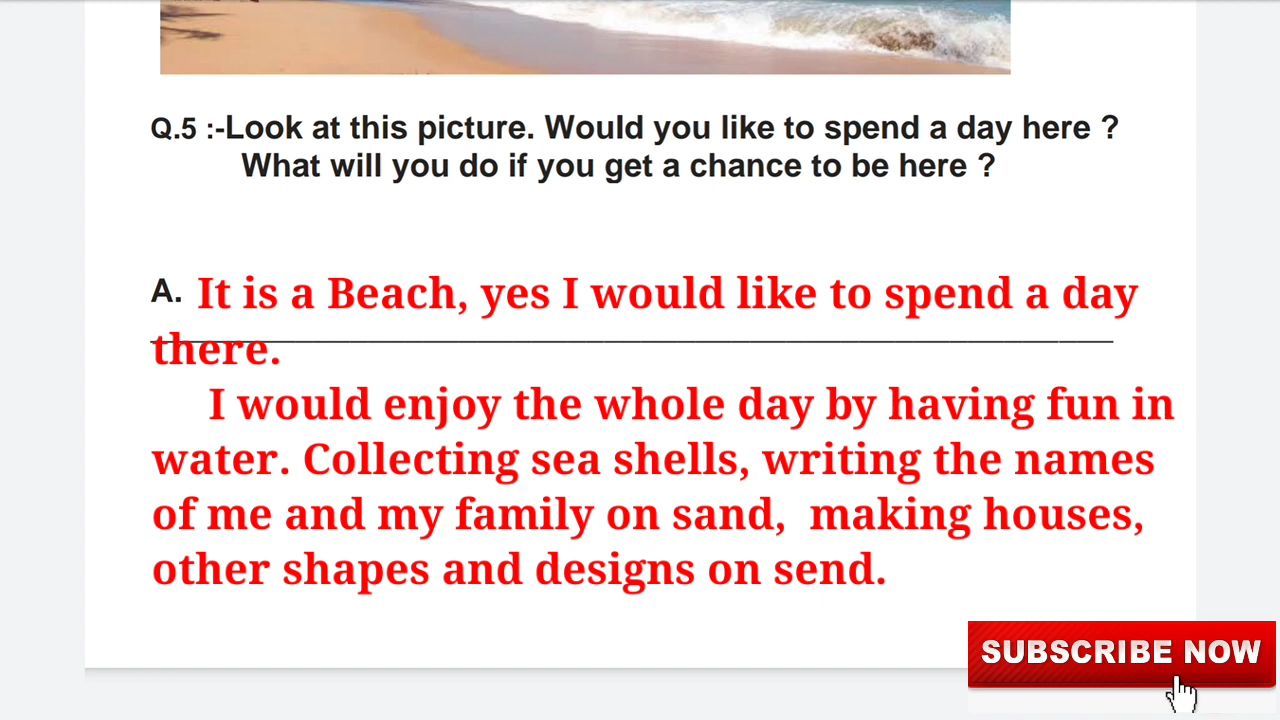 Q.5 :-Look at this picture. Would you like to spend a day here ?
What will you do if you get a chance to be here ?
A. It is a Beach, yes I would like to spend a day
there.
I would enjoy the whole day by having fun in
water. Collecting sea shells, writing the names
of me and my family on sand,  making houses,
other shapes and designs on send.
SUBSCRIBE NOW